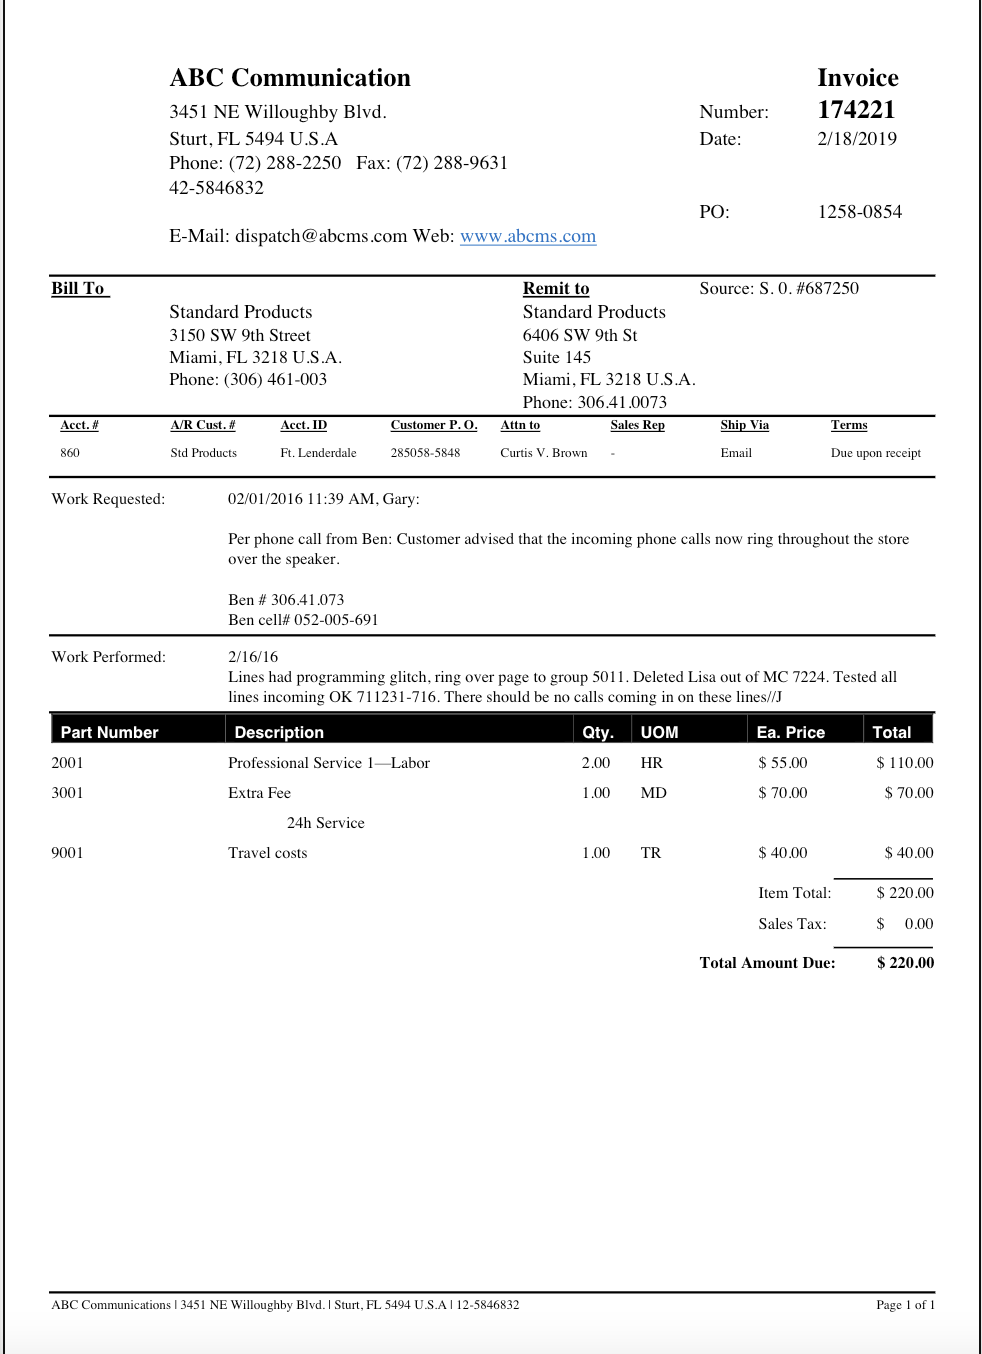 ABC Communication Invoice
3451 NE Willoughby Blvd. Number: 174221
Sturt, FL 5494 U.S.A Date: 2/18/2019
Phone: (72) 288-2250 Fax: (72) 288-9631
42-5846832
PO: 1258-0854
E-Mail: dispatch@abcms.com Web: www.abcms.com
Bill To
Standard Products
3150 SW 9th Street
Miami, FL 3218 U.S.A.
Phone: (306) 461-003
Remit to
Standard Products
6406 SW 9th St
Suite 145
Miami, FL 3218 U.S.A.
Phone: 306.41.0073
Source: S. 0. #687250
Acct. # A/R Cust. # Acct. ID Customer P. O. Attn to Sales Rep Ship Via Terms
860 Std Products Ft. Lenderdale 285058-5848 Curtis V. Brown - Email Due upon receipt
Work Requested: 02/01/2016 11:39 AM, Gary:
Per phone call from Ben: Customer advised that the incoming phone calls now ring throughout the store
over the speaker.
Ben # 306.41.073
Ben cell# 052-005-691
Work Performed: 2/16/16
Lines had programming glitch, ring over page to group 5011. Deleted Lisa out of MC 7224. Tested all
lines incoming OK 711231-716. There should be no calls coming in on these lines//J
Part Number Description Qty. UOM Ea. Price Total
2001 Professional Service 1—Labor 2.00 HR $ 55.00 $ 110.00
3001 Extra Fee 1.00 MD $ 70.00 $ 70.00
24h Service
9001 Travel costs 1.00 TR $ 40.00 $ 40.00
Item Total: $ 220.00
Sales Tax: $ 0.00
Total Amount Due: $ 220.00
ABC Communications | 3451 NE Willoughby Blvd. | Sturt, FL 5494 U.S.A | 12-5846832 Page 1 of 1